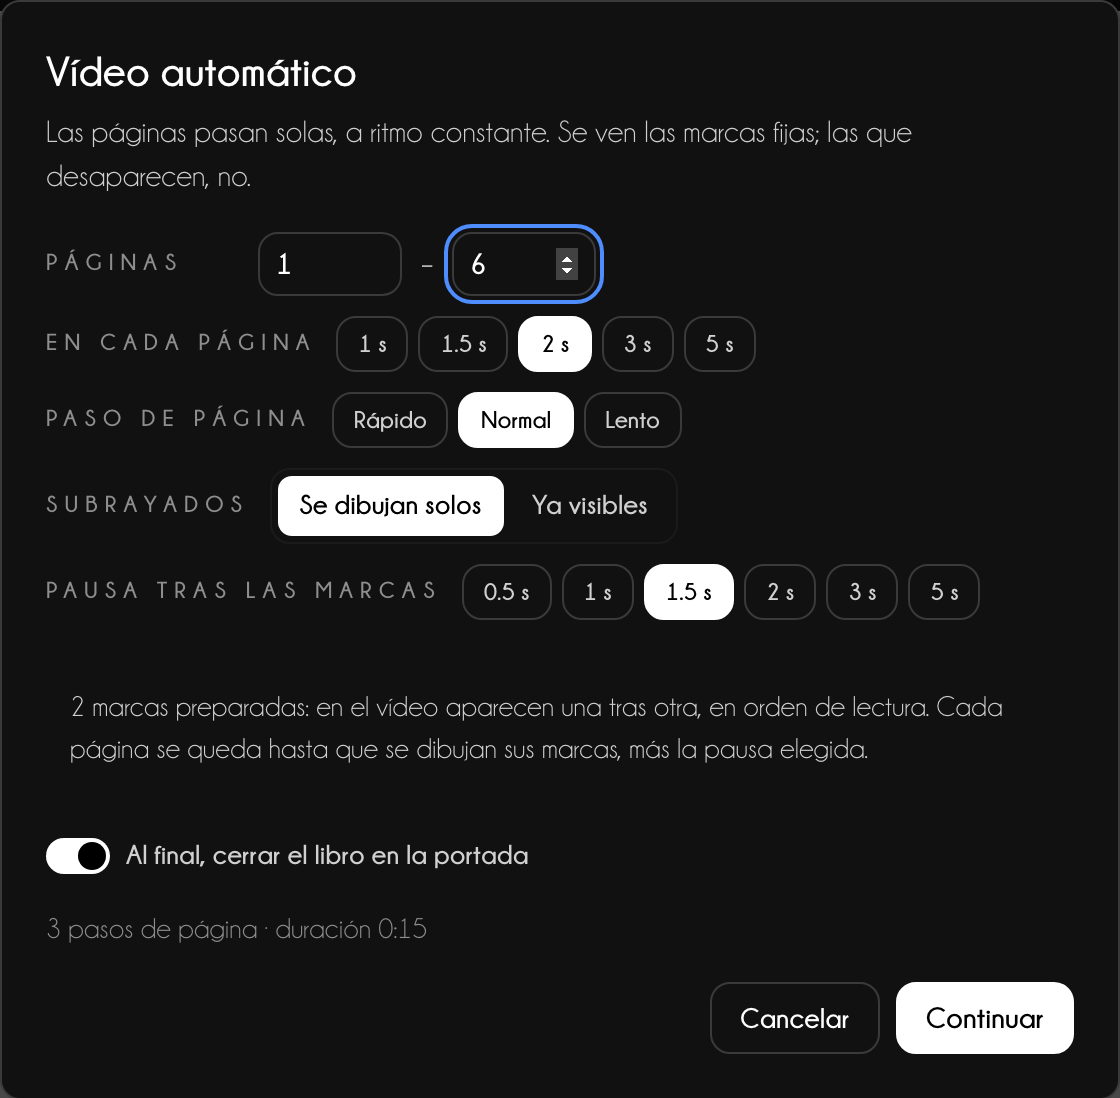 Vídeo automático
Las páginas pasan solas, a ritmo constante. Se ven las marcas fijas; las que
desaparecen, no.
PÁGINAS 1 – 6
EN CADA PÁGINA 1 s 1.5 s 2 s 3 s 5 s
PASO DE PÁGINA Rápido Normal Lento
SUBRAYADOS Se dibujan solos Ya visibles
PAUSA TRAS LAS MARCAS 0.5 s 1 s 1.5 s 2 s 3 s 5 s
2 marcas preparadas: en el vídeo aparecen una tras otra, en orden de lectura. Cada
página se queda hasta que se dibujan sus marcas, más la pausa elegida.
Al final, cerrar el libro en la portada
3 pasos de página · duración 0:15
Cancelar Continuar